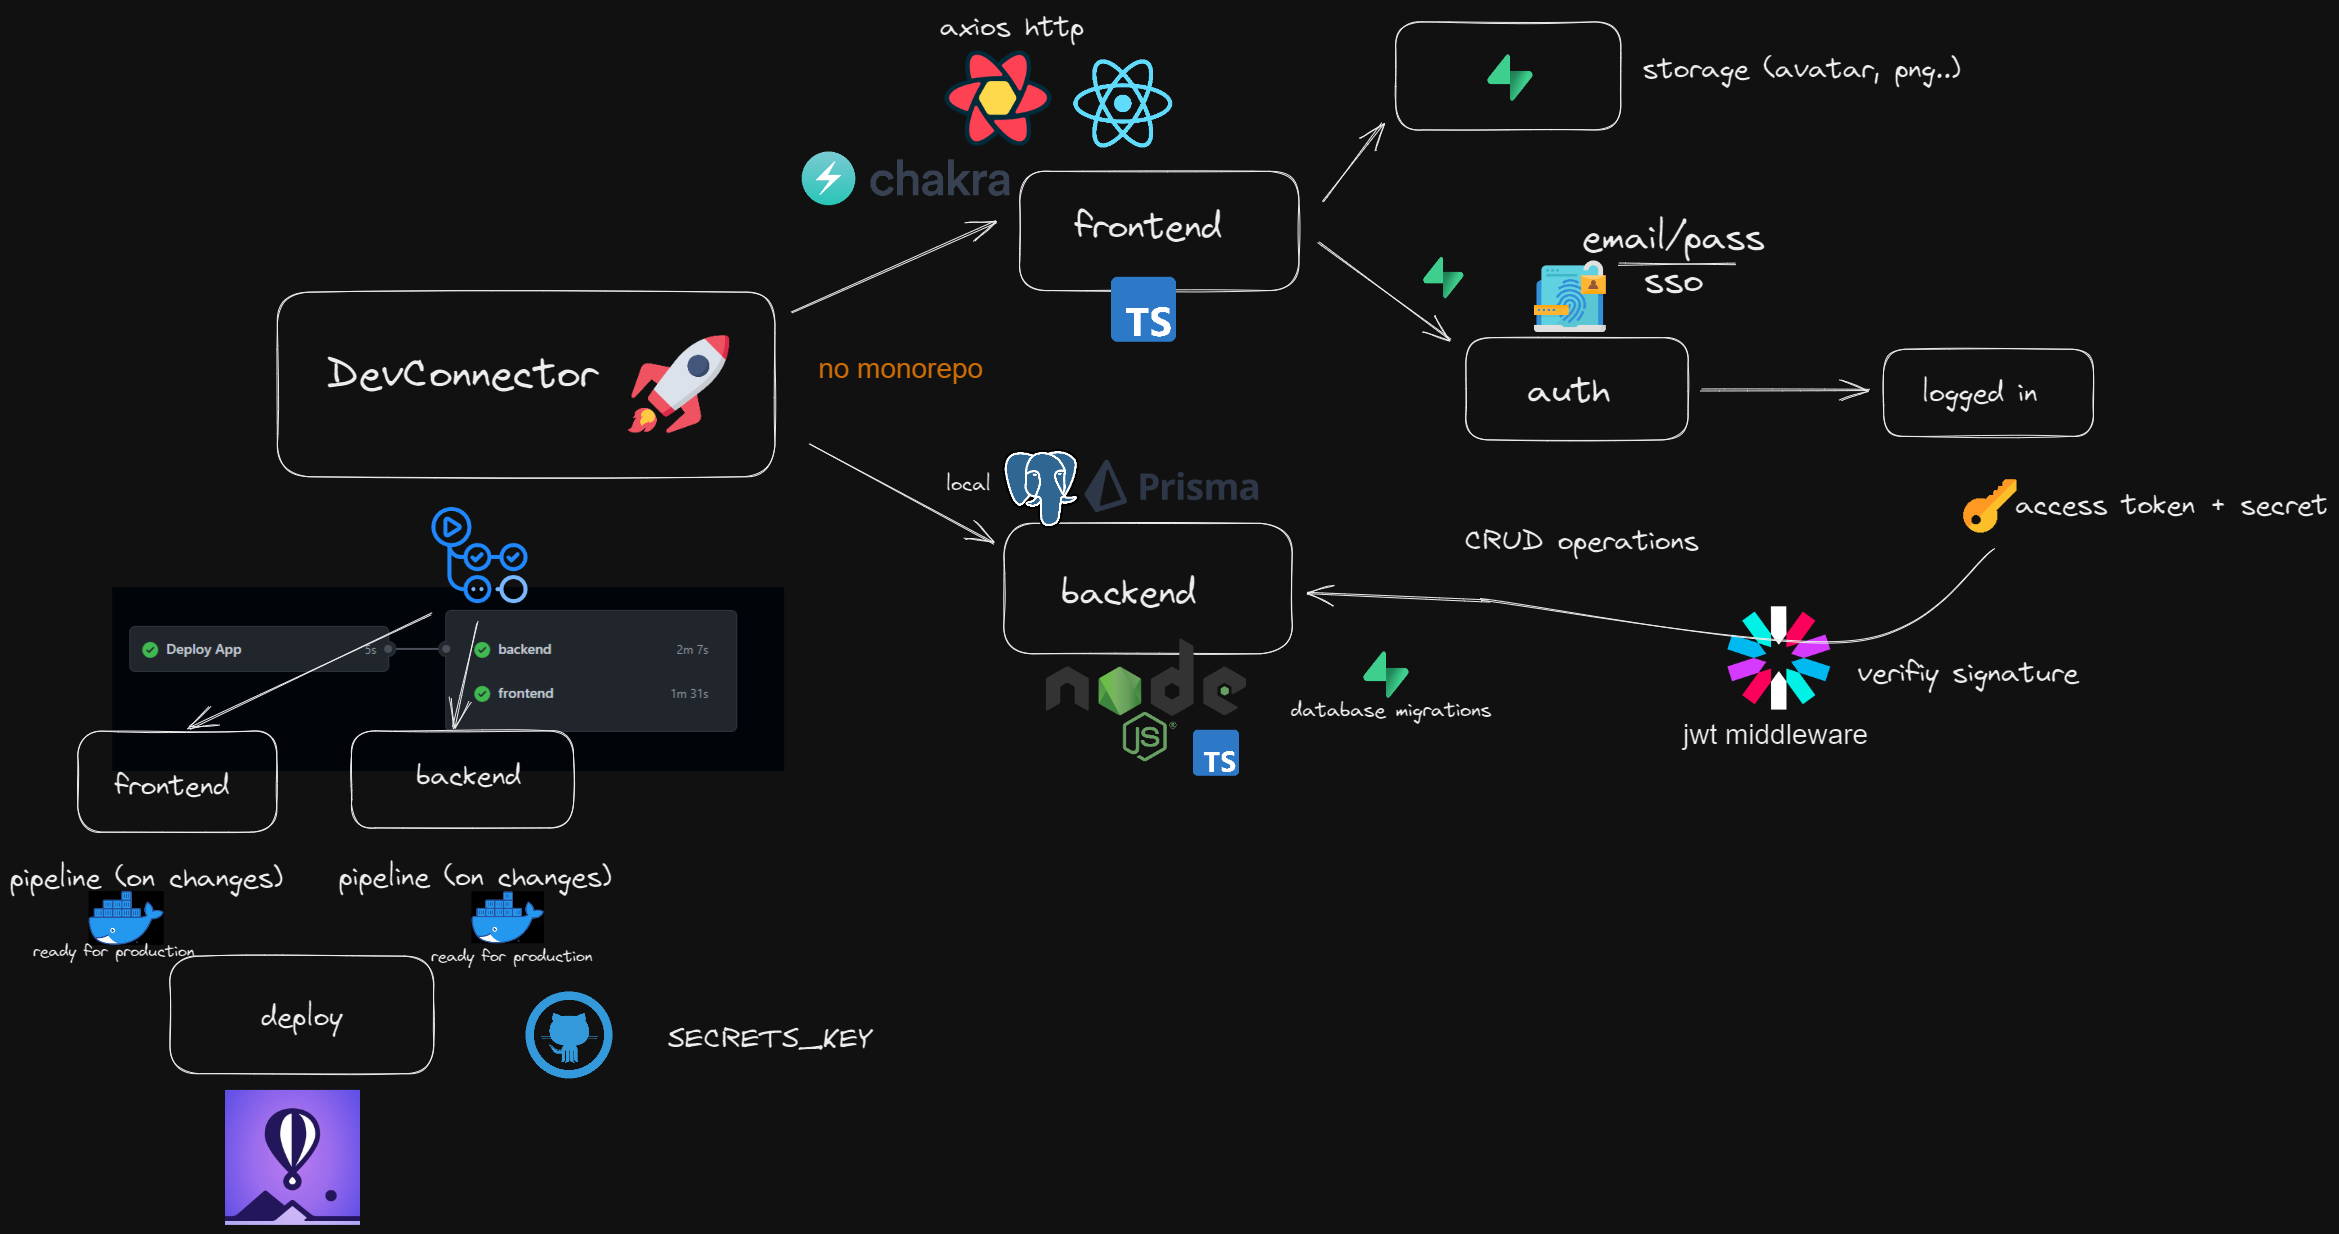 axios http
storage (avatar, png..)
chakra
frontend
TS
email/pass
SSO
DevConnector
no monorepo
auth
logged in
local
Prisma
access token + secret
CRUD operations
backend
node
JS
®
TS
database migrations
verifiy signature
jwt middleware
Deploy App
5s
backend
2m 7s
frontend
1m 31s
frontend
backend
pipeline (on changes)
pipeline (on changes)
ready for production
ready for production
deploy
SECRETS_KEY